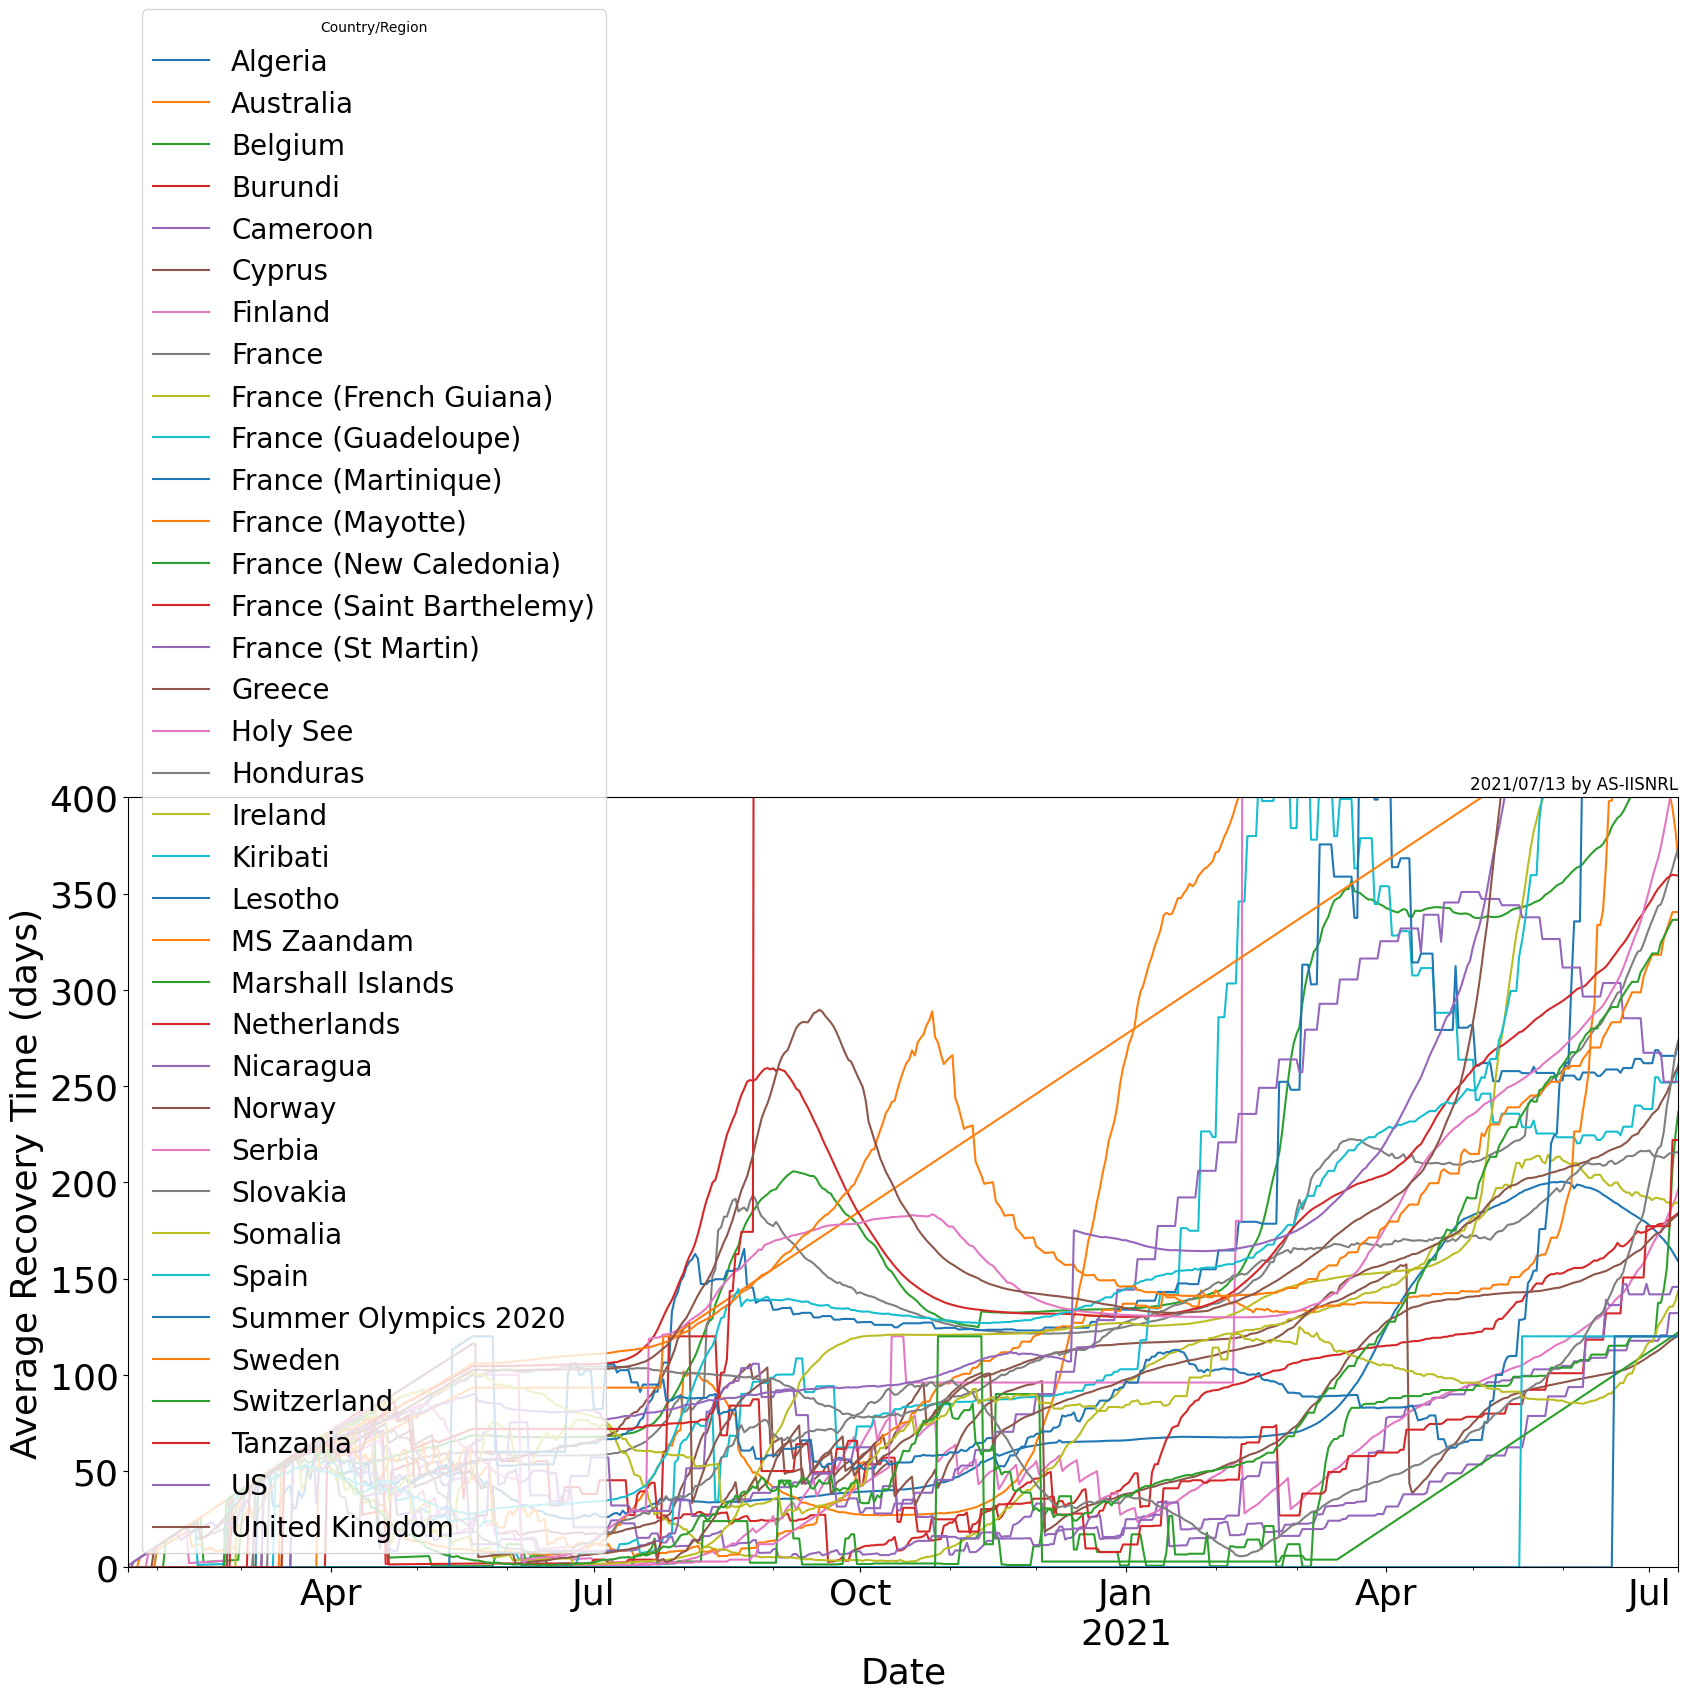 Country/Region
Algeria
Australia
Belgium
Burundi
Cameroon
Cyprus
Finland
France
France (French Guiana)
France (Guadeloupe)
France (Martinique)
France (Mayotte)
France (New Caledonia)
France (Saint Barthelemy)
France (St Martin)
Greece
Holy See
Honduras
Ireland
Kiribati
Lesotho
MS Zaandam
Marshall Islands
Netherlands
Nicaragua
Norway
Serbia
Slovakia
Somalia
Spain
Summer Olympics 2020
Sweden
Switzerland
Tanzania
US
United Kingdom
2021/07/13 by AS-IISNRL
Average Recovery Time (days)
400
350
300
250
200
150
100
50
0
Apr Jul Oct Jan Apr Jul
2021
Date